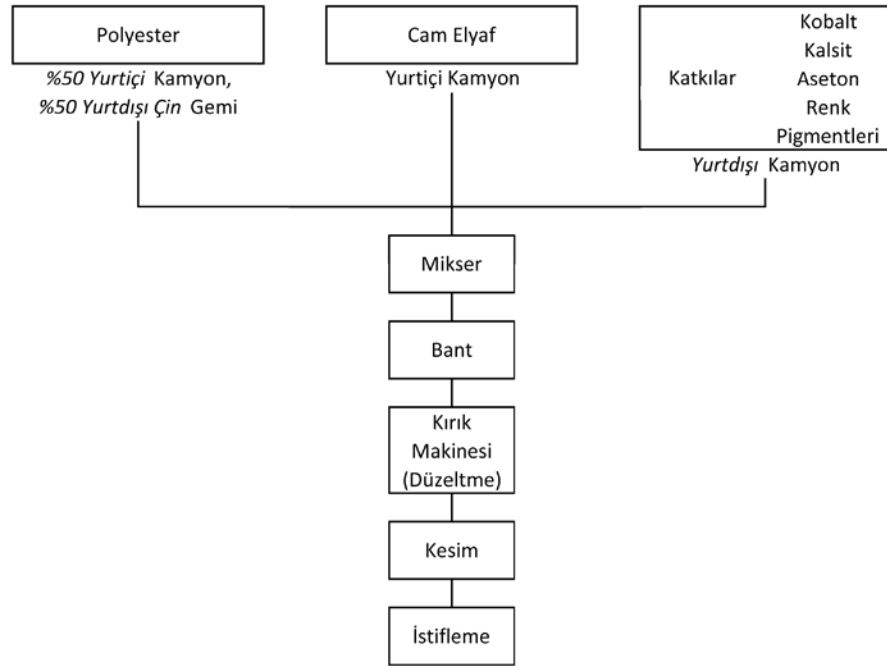 Polyester
%50 Yurtiçi Kamyon,
%50 Yurtdışı Çin Gemi
Cam Elyaf
Yurtiçi Kamyon
Katkılar
Kobalt
Kalsit
Aseton
Renk
Pigmentleri
Yurtdışı Kamyon
Mikser
Bant
Kırık
Makinesi
(Düzeltme)
Kesim
İstifleme